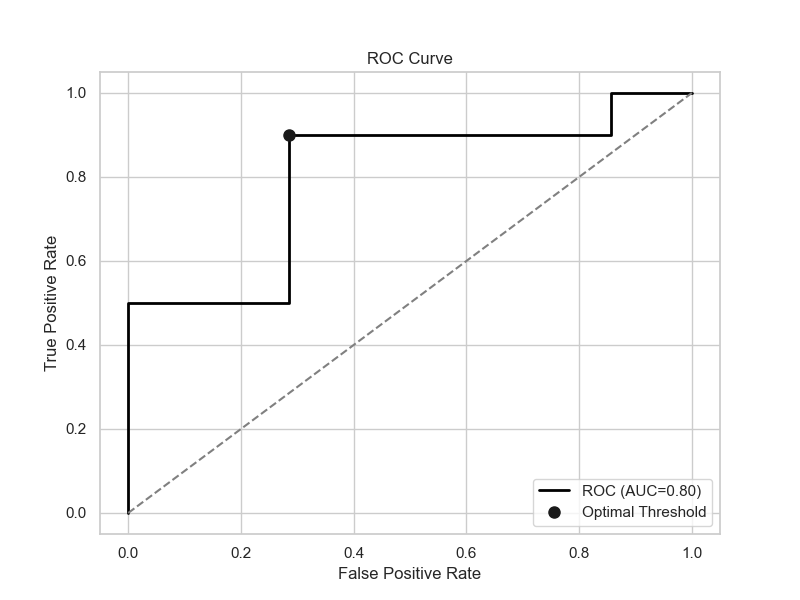 ROC Curve
True Positive Rate
1.0
0.8
0.6
0.4
0.2
0.0
ROC (AUC=0.80)
Optimal Threshold
0.0 0.2 0.4 0.6 0.8 1.0
False Positive Rate